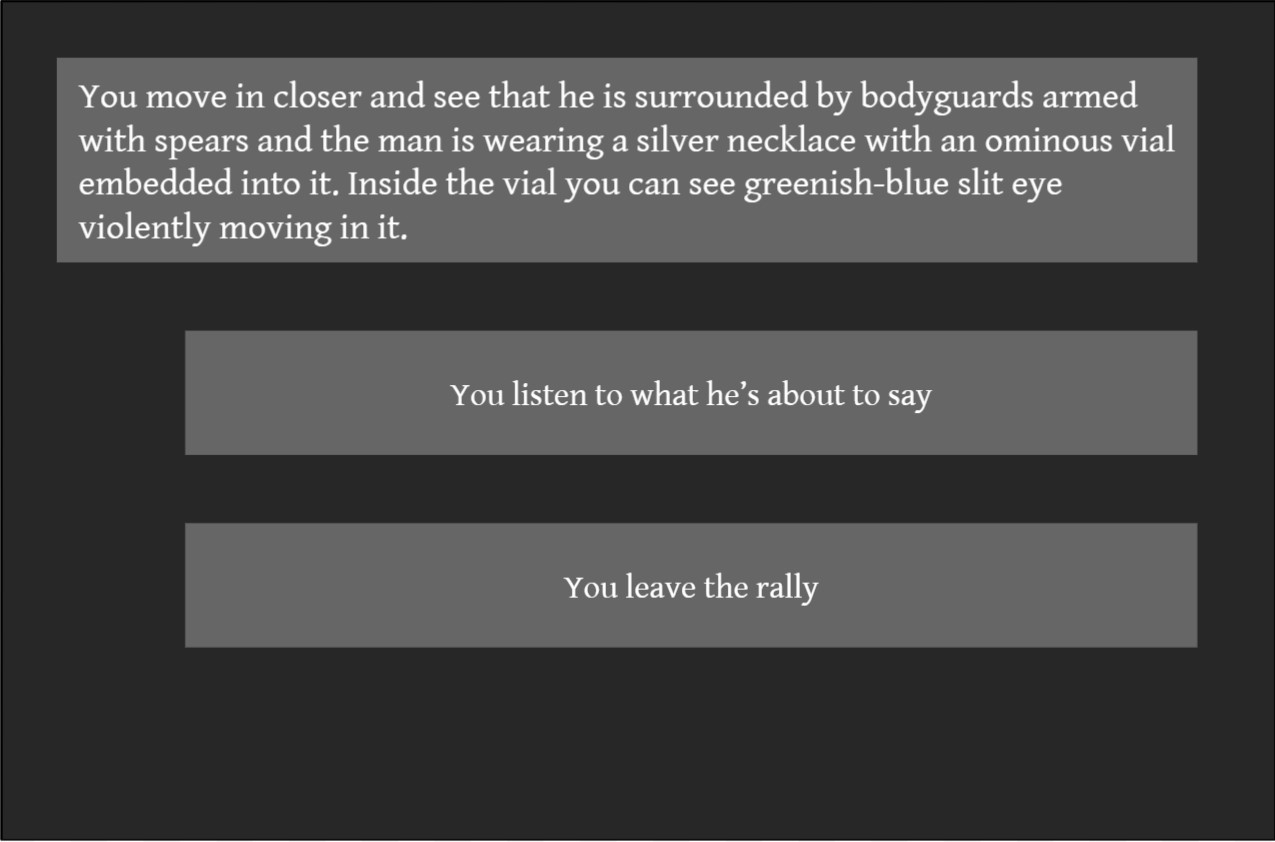 You move in closer and see that he is surrounded by bodyguards armed
with spears and the man is wearing a silver necklace with an ominous vial
embedded into it. Inside the vial you can see greenish-blue slit eye
violently moving in it.
You listen to what he’s about to say
You leave the rally